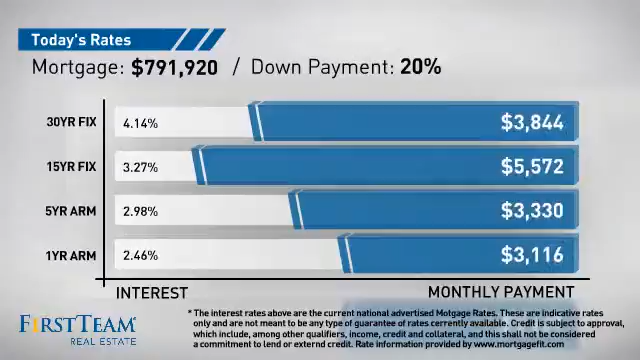 Today's Rates
Mortgage: $791,920 / Down Payment: 20%
30YR FIX 4.14% $3,844
15YR FIX 3.27% $5,572
5YR ARM 2.98% $3,330
1YR ARM 2.46% $3,116
INTEREST MONTHLY PAYMENT
FIRSTTEAM®
REAL ESTATE
* The interest rates above are the current national advertised Motgage Rates. These are indicative rates
only and are not meant to be any type of guarantee of rates cerrently available. Credit is subject to approval,
which include, among other qualifiers, income, credit and collateral, and this shall not be considered
a commitment to lend or externd credit. Rate information provided by www.mortgagefit.com